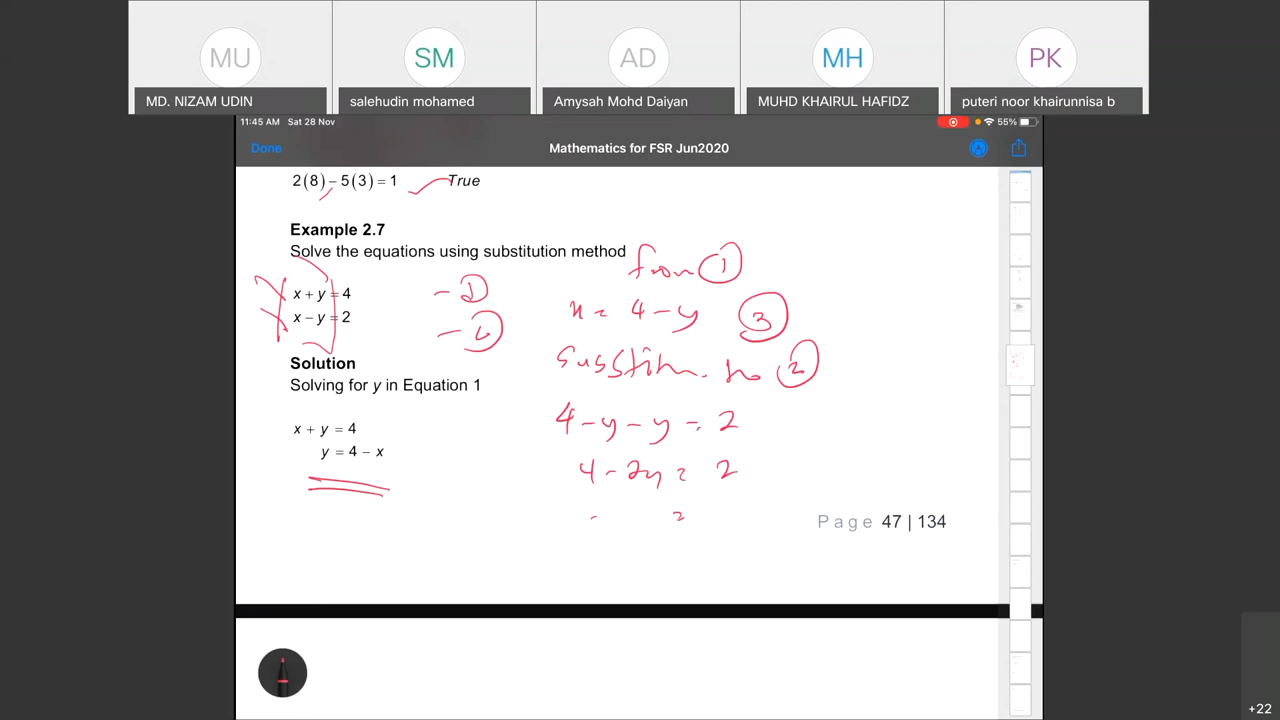 MU
SM
AD
MH
PK
MD. NIZAM UDIN
salehudin mohamed
Amysah Mohd Daiyan
MUHD KHAIRUL HAFIDZ
puteri noor khairunnisa b
11:45 AM Sat 28 Nov
55%
Done
Mathematics for FSR Jun2020
2(8) – 5(3) = 1 True
Example 2.7
Solve the equations using substitution method
from 1
x + y = 4
x = 4 - y 3
x – y = 2
Solution
to 2
Solving for y in Equation 1
4 - y - y = 2
x + y = 4
y = 4 – x
4 - 2y = 2
Page 47 | 134
+22